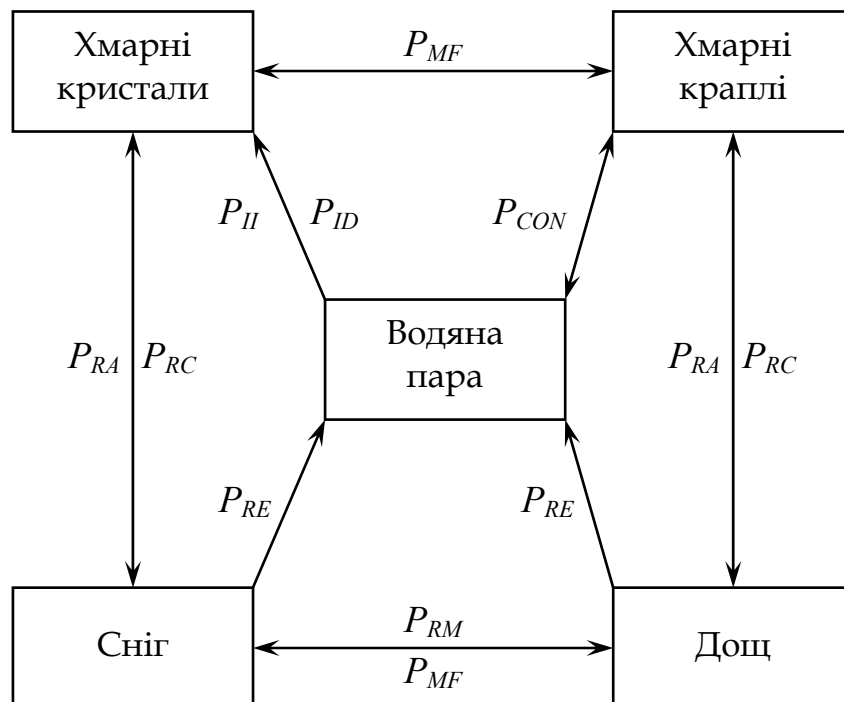 Хмарні
кристали
P_MF
Хмарні
краплі
P_II
P_ID
P_CON
Водяна
пара
P_RA
P_RC
P_RA
P_RC
P_RE
P_RE
Сніг
P_RM
P_MF
Дощ